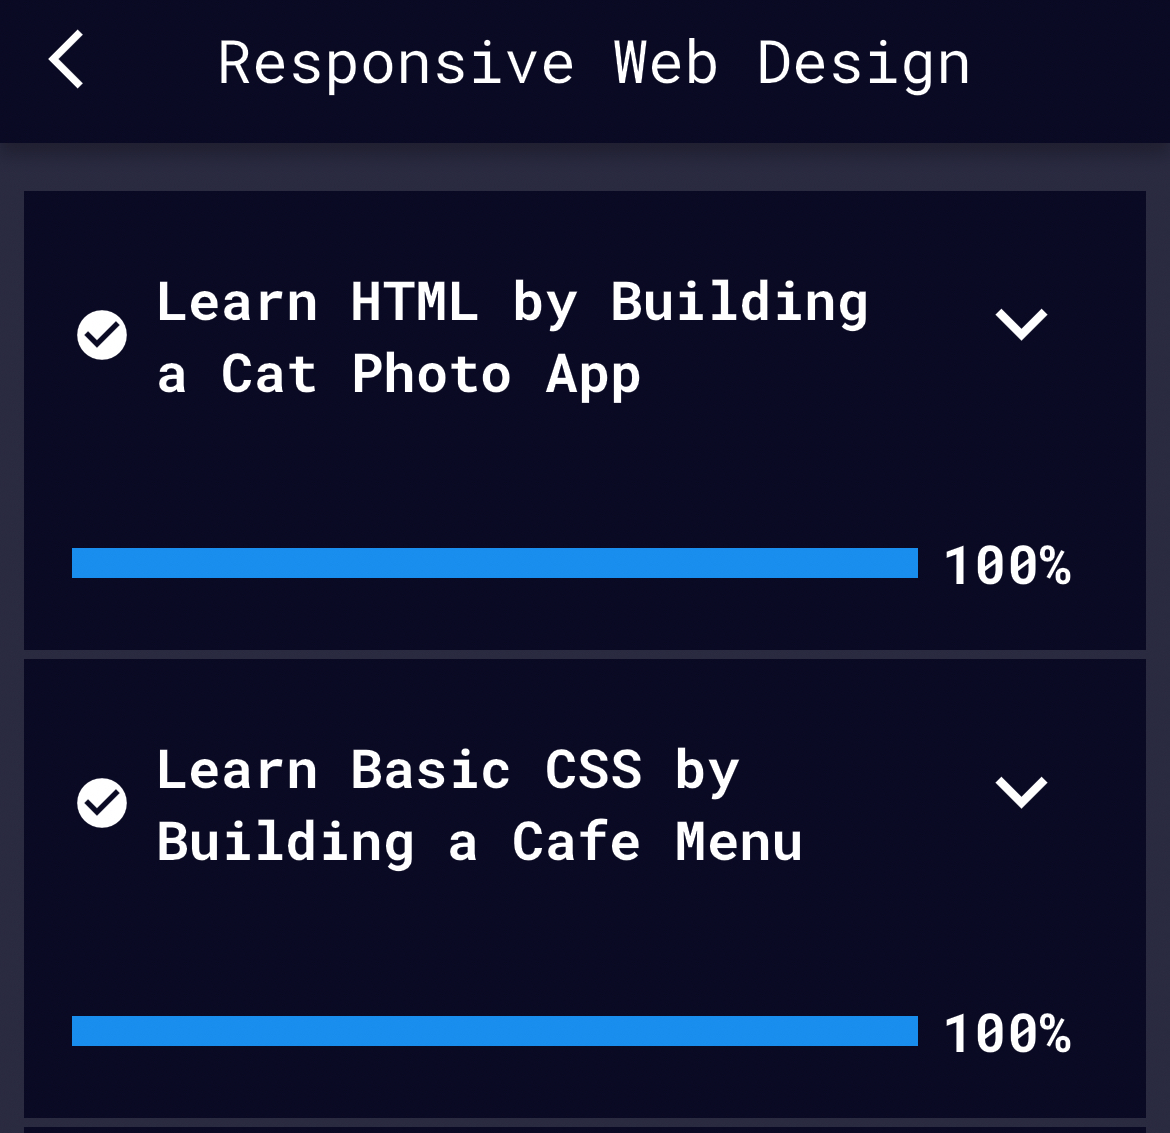 Responsive Web Design
Learn HTML by Building
a Cat Photo App
100%
Learn Basic CSS by
Building a Cafe Menu
100%